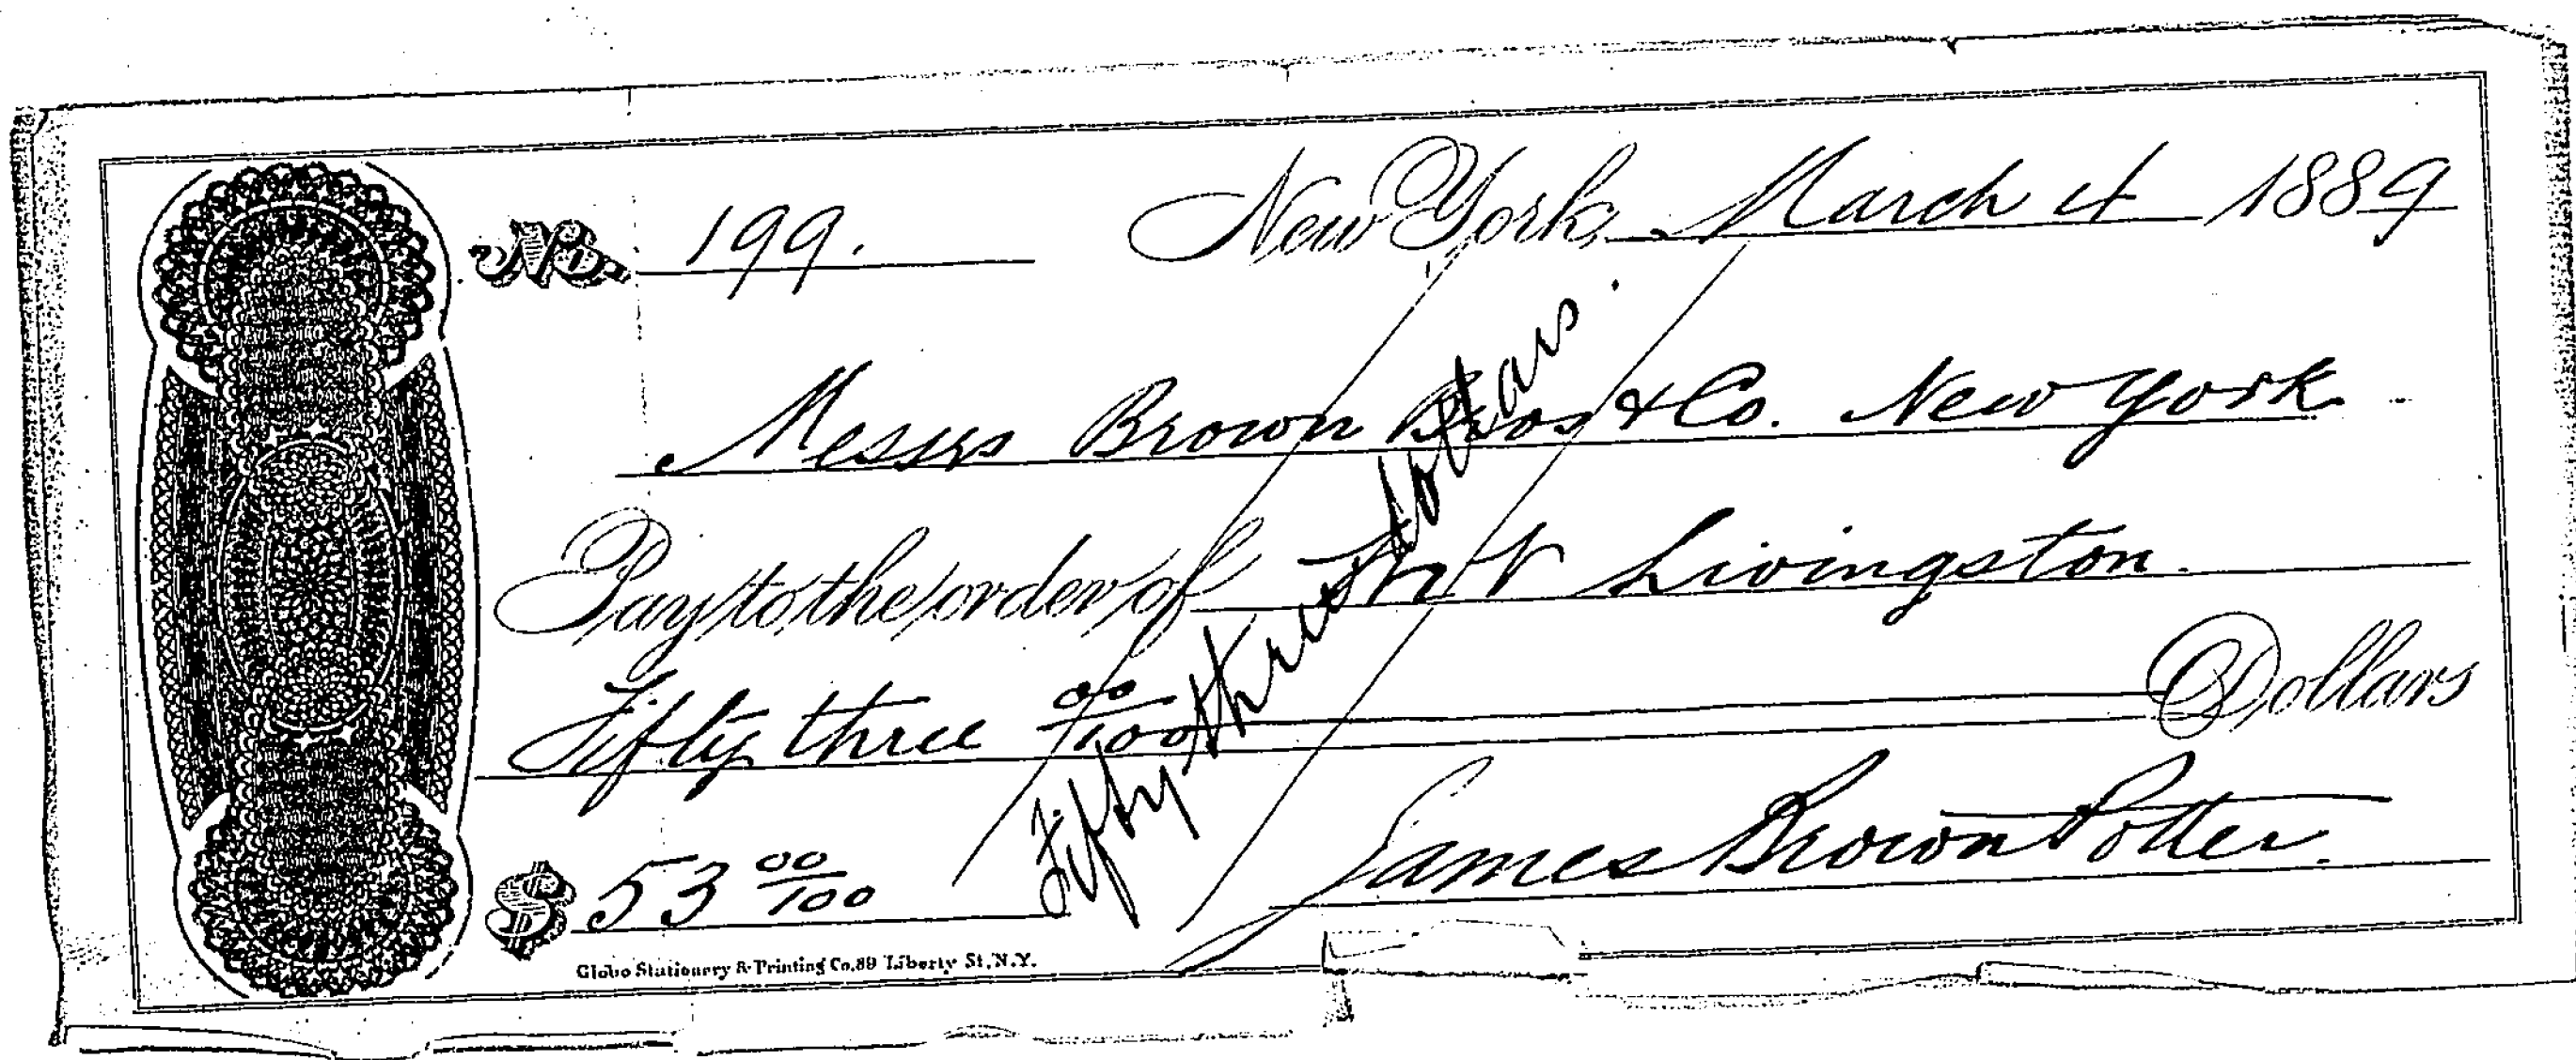 No. 199. New York, March 4 1889
Messrs Brown Bros & Co. New York
Pay to the order of Livingston
Fifty three 00/100 Dollars
Fifty three dollars.
$ 53 00/100 James Brown Potter.
Globe Stationery & Printing Co, 89 Liberty St, N.Y.